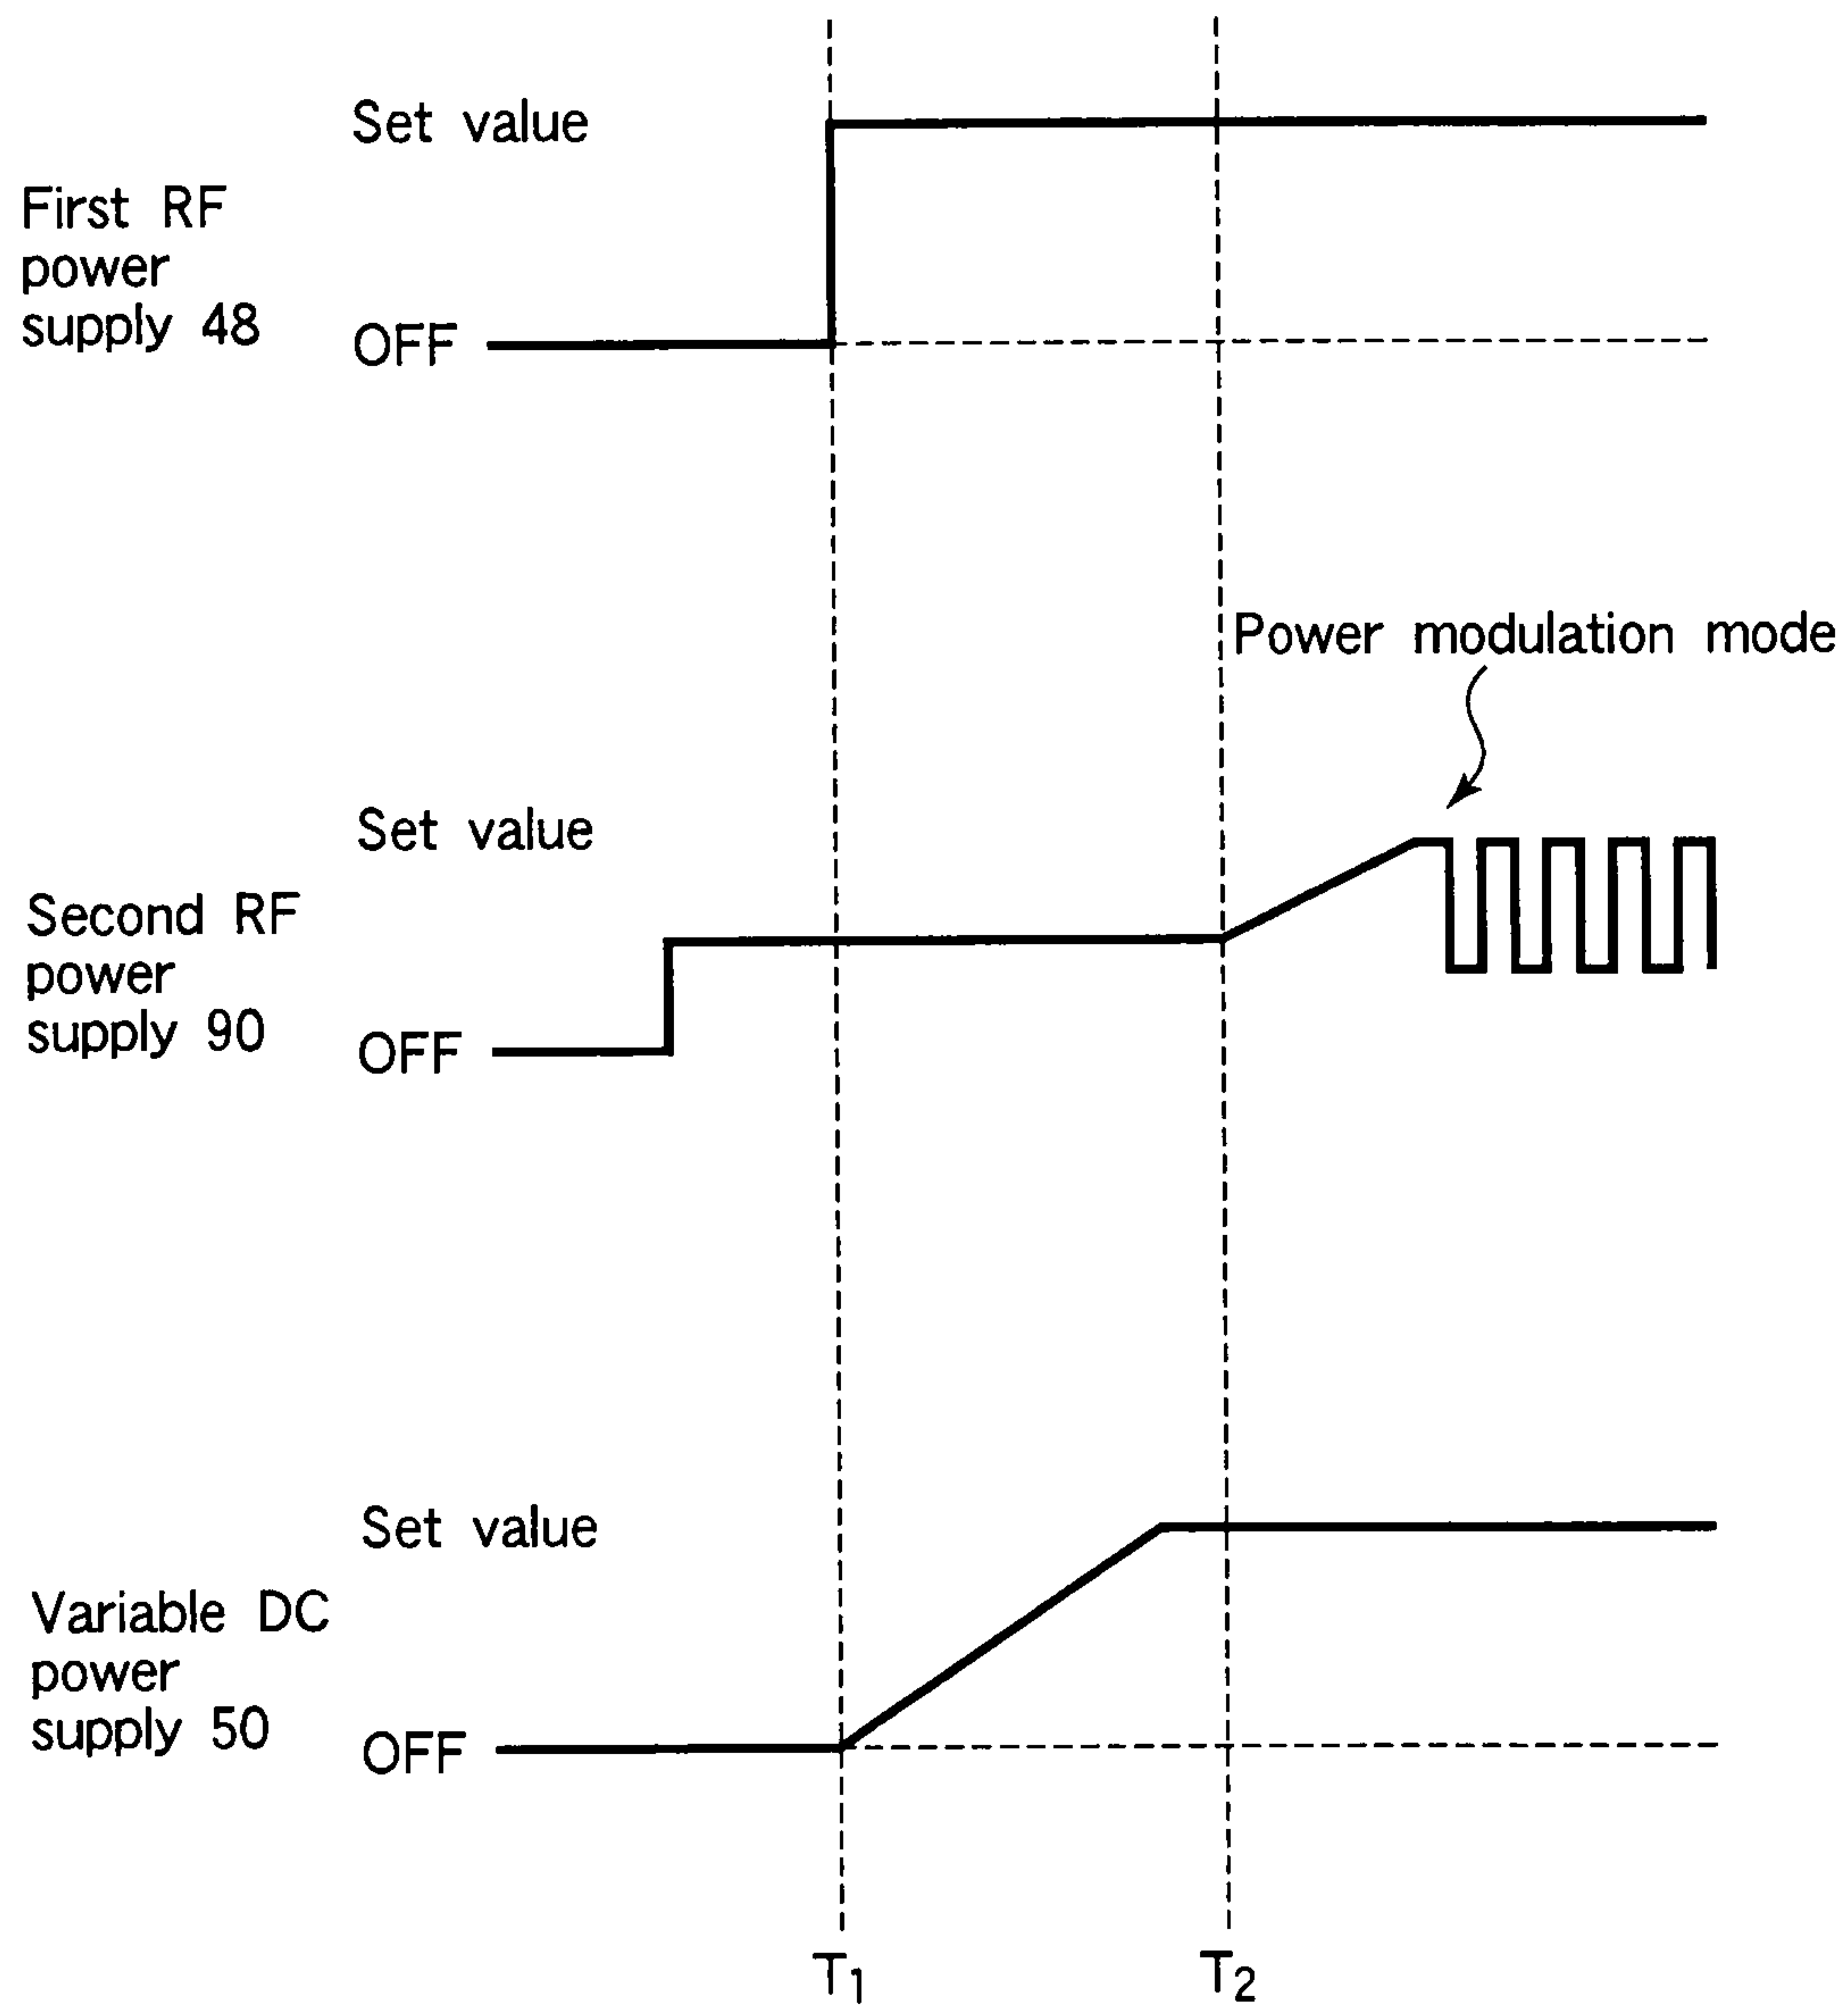 Set value
First RF
power
supply 48
OFF
Power modulation mode
Set value
Second RF
power
supply 90
OFF
Set value
Variable DC
power
supply 50
OFF
T1
T2